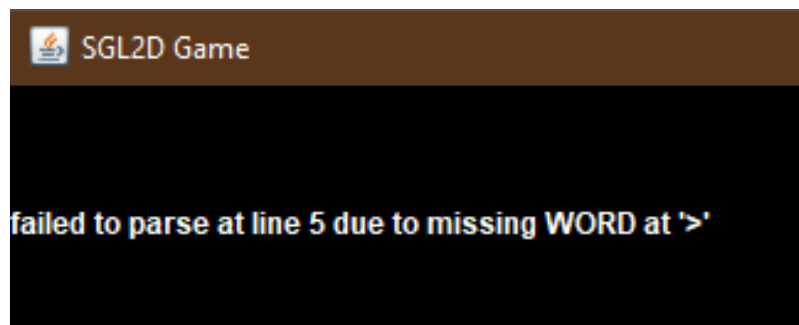 SGL2D Game
failed to parse at line 5 due to missing WORD at '>'